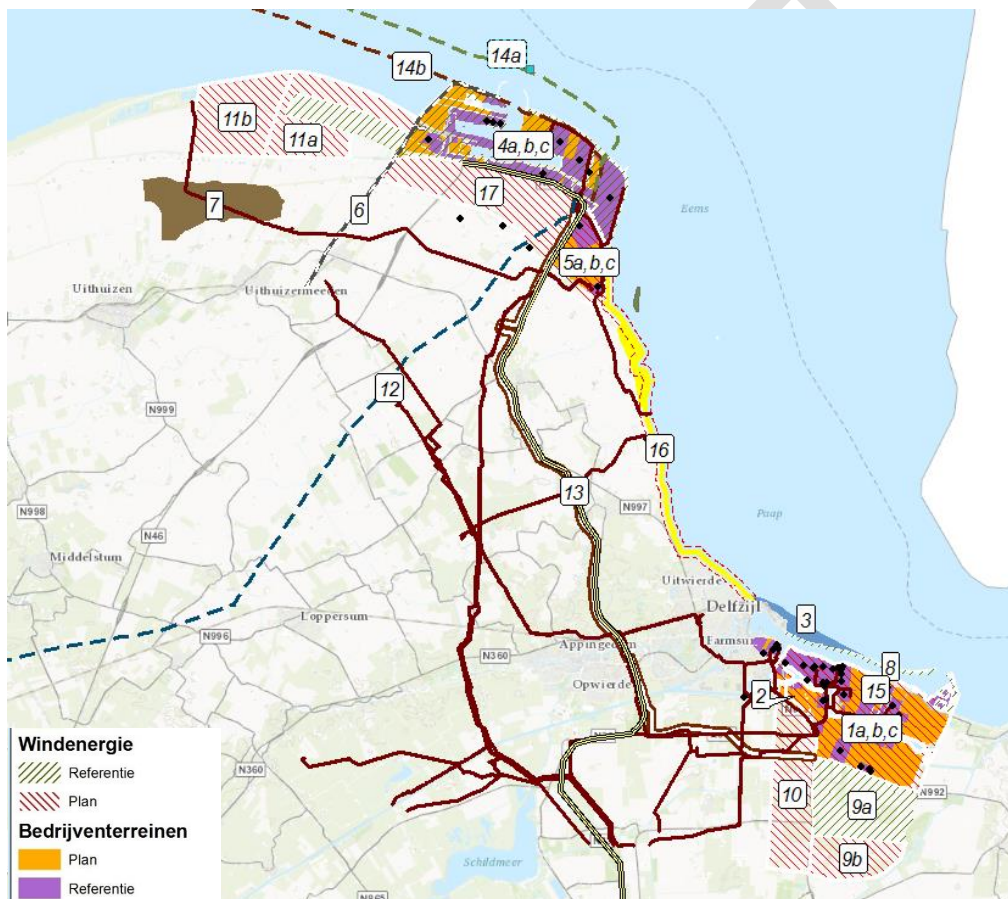 14a
14b
11b
11a
4a, b, c
17
7
6
Eems
5a, b, c
Uithuizen
Uithuizermeeden
12
N999
16
13
N998
N997
Paap
N46
Middelstum
Uitwierde
Delfzijl
Loppersum
3
N996
Farmsum
N360
Appingedam
8
Opwierde
2
15
1a, b, c
Windenergie
Referentie
N360
10
9a
N992
Plan
Bedrijventerreinen
9b
Plan
Schildmeer
Referentie
N865